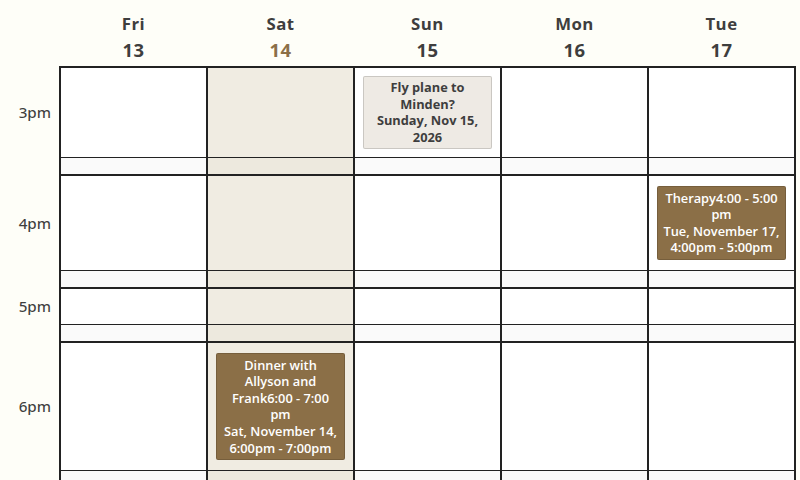 Fri Sat Sun Mon Tue
13 14 15 16 17
3pm
Fly plane to
Minden?
Sunday, Nov 15,
2026
4pm
Therapy4:00 - 5:00
pm
Tue, November 17,
4:00pm - 5:00pm
5pm
6pm
Dinner with
Allyson and
Frank6:00 - 7:00
pm
Sat, November 14,
6:00pm - 7:00pm